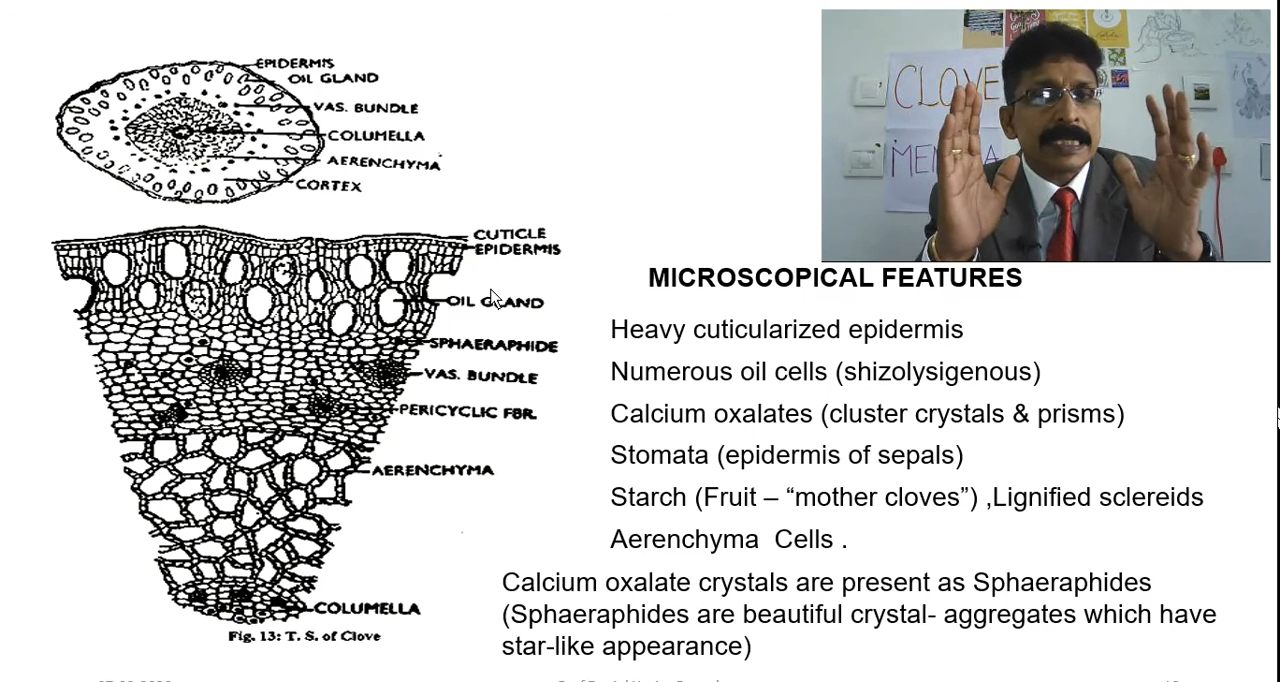 EPIDERMIS
OIL GLAND
VAS. BUNDLE
COLUMELLA
AERENCHYMA
CORTEX
CUTICLE
EPIDERMIS
OIL GLAND
SPHAERAPHIDE
VAS. BUNDLE
PERICYCLIC FBR.
AERENCHYMA
COLUMELLA
Fig. 13: T. S. of Clove
CLOVE
MICROSCOPICAL FEATURES
Heavy cuticularized epidermis
Numerous oil cells (shizolysigenous)
Calcium oxalates (cluster crystals & prisms)
Stomata (epidermis of sepals)
Starch (Fruit – “mother cloves”) ,Lignified sclereids
Aerenchyma  Cells .
Calcium oxalate crystals are present as Sphaeraphides
(Sphaeraphides are beautiful crystal- aggregates which have
star-like appearance)